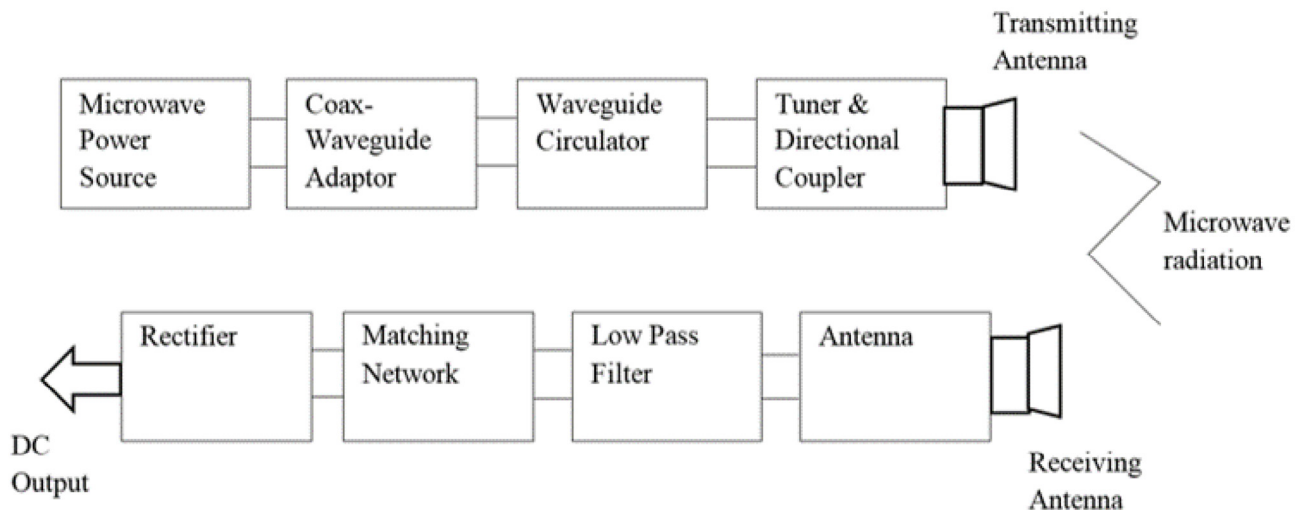 Transmitting
Antenna
Microwave
Power
Source
Coax-
Waveguide
Adaptor
Waveguide
Circulator
Tuner &
Directional
Coupler
Microwave
radiation
Rectifier
Matching
Network
Low Pass
Filter
Antenna
DC
Output
Receiving
Antenna